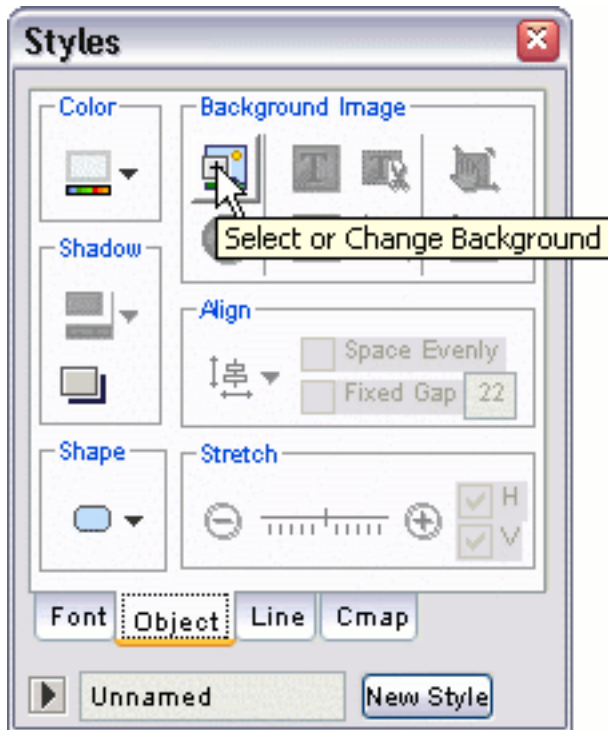 Styles
Color
Background Image
T T
Select or Change Background
Shadow
Align
Space Evenly
Fixed Gap 22
Shape
Stretch
H
V
Font Object Line Cmap
Unnamed
New Style